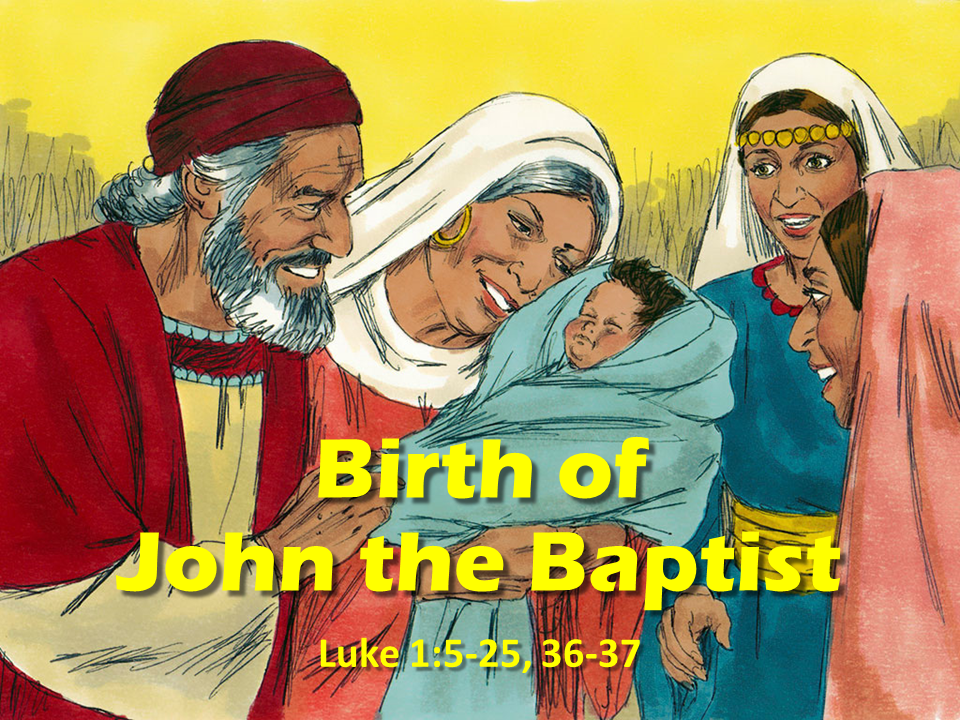 Birth of
John the Baptist
Luke 1:5-25, 36-37